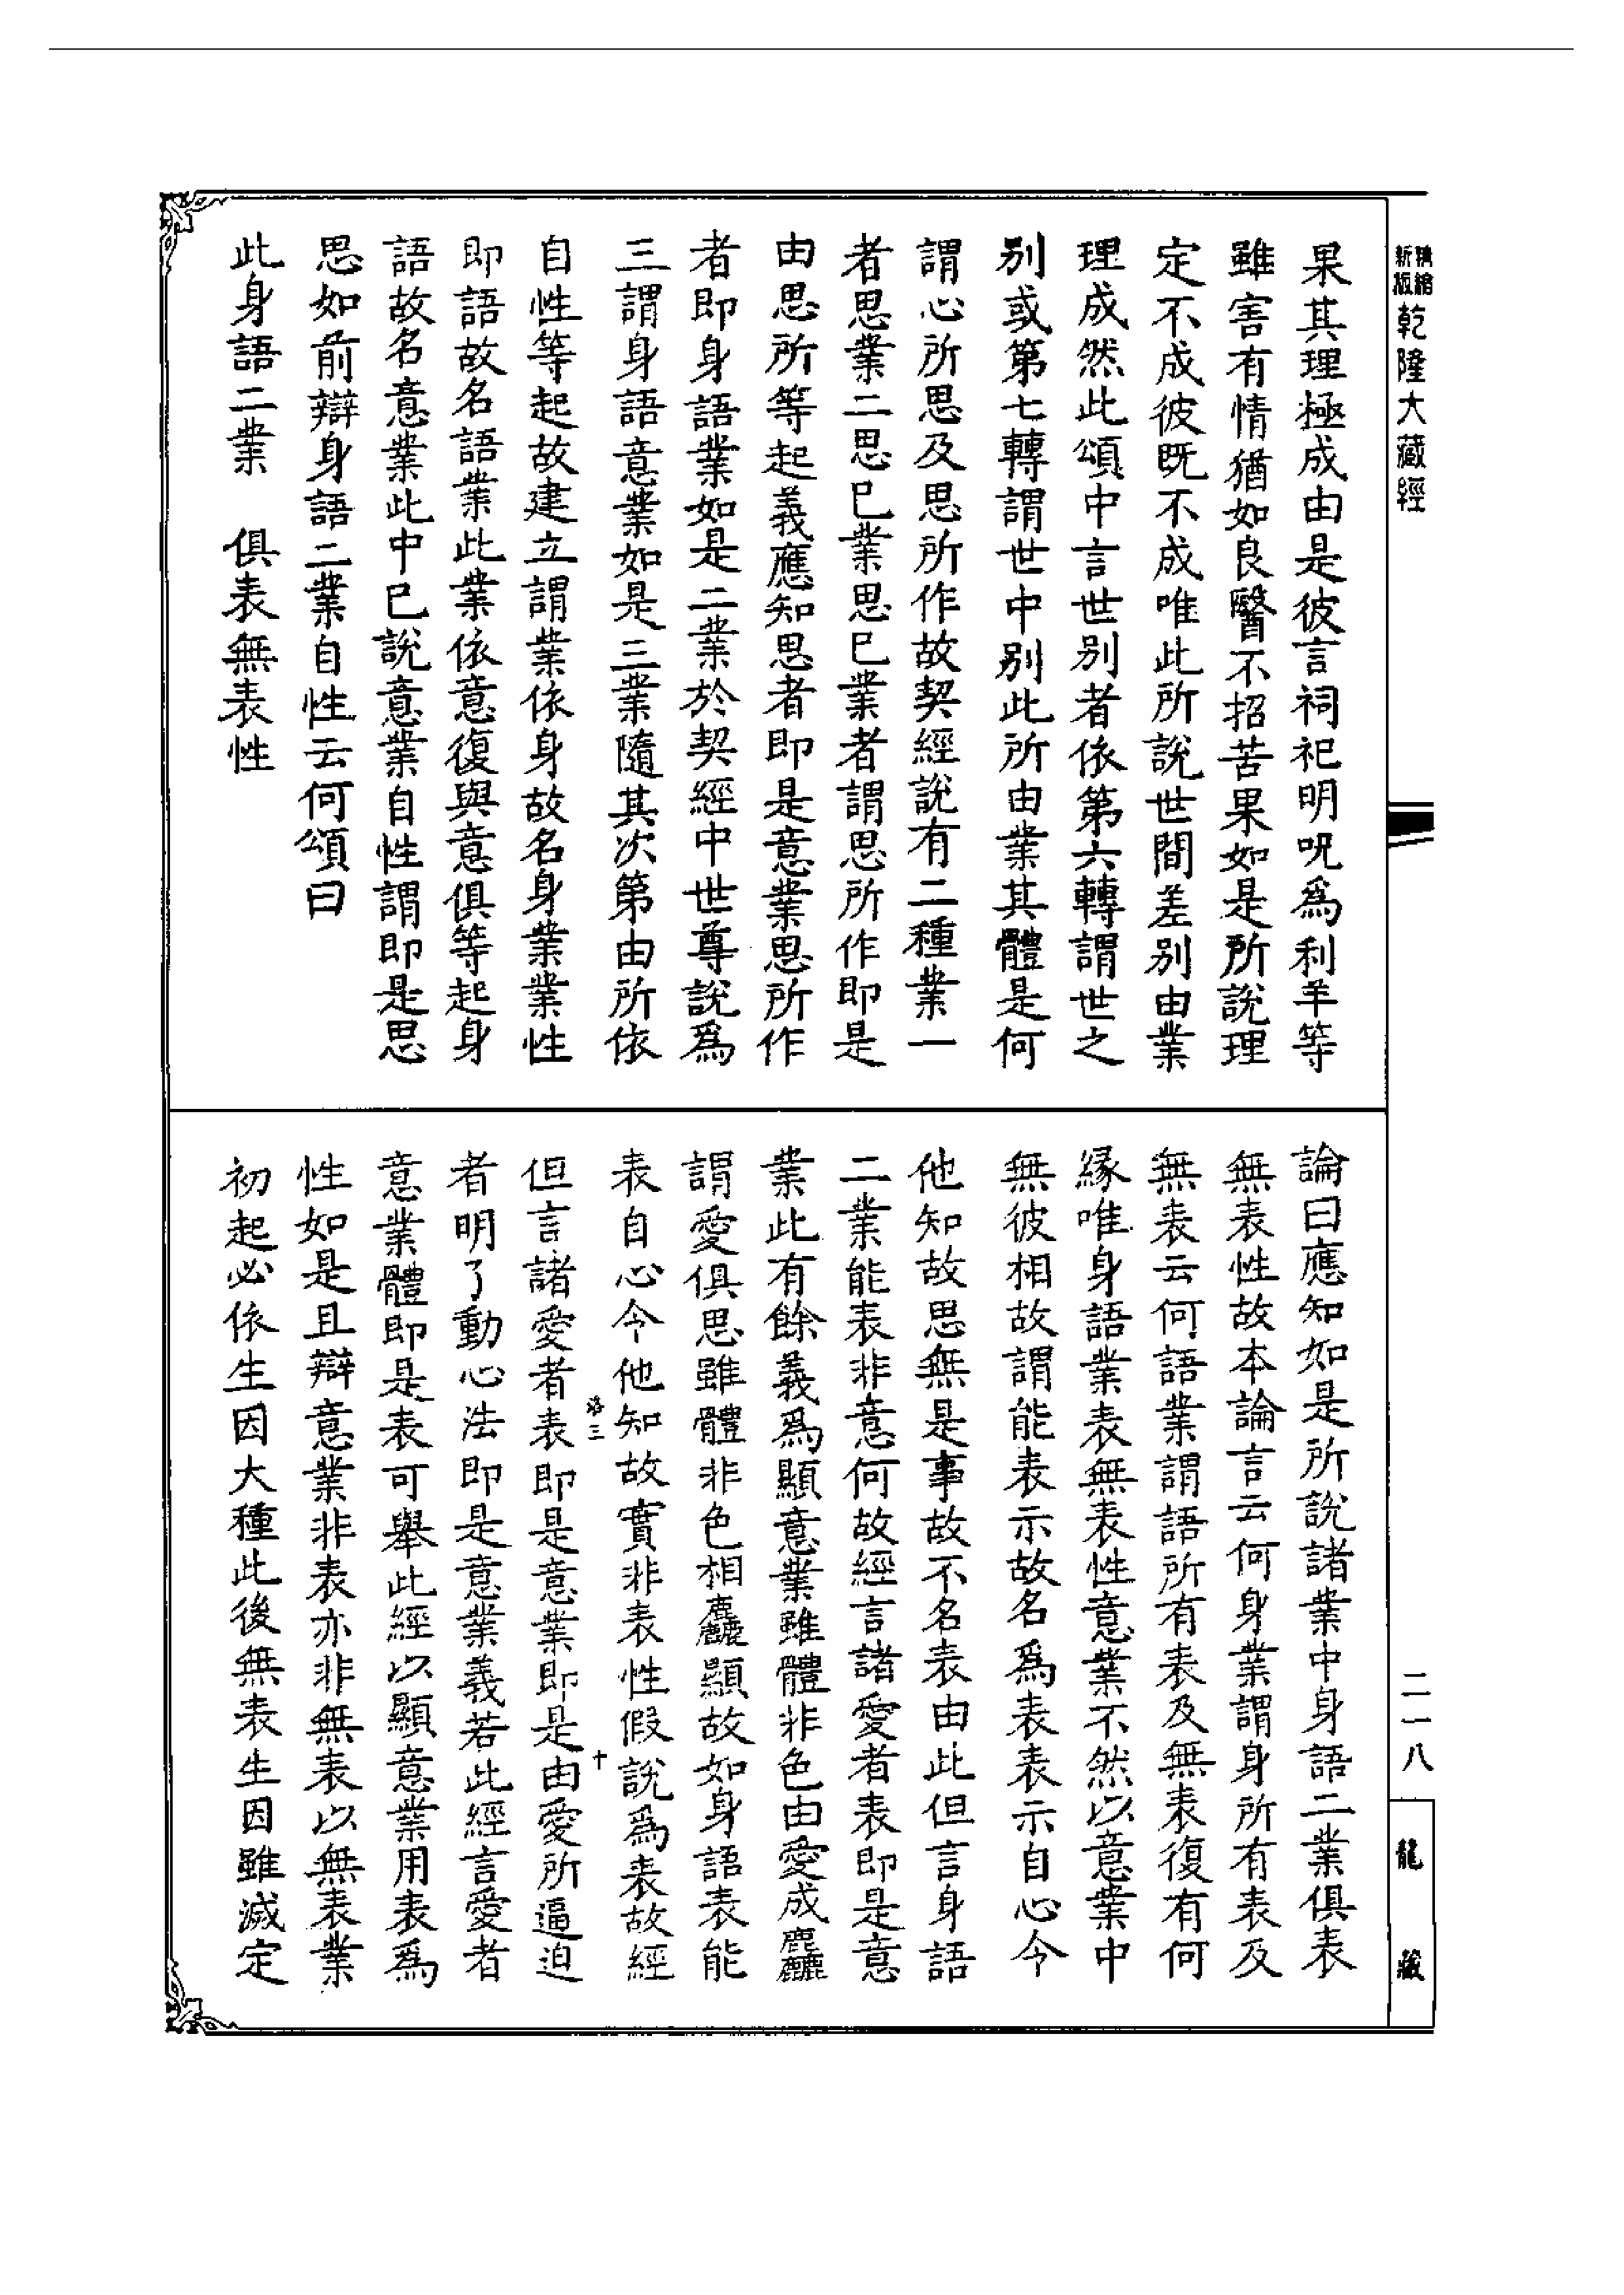 精縮新版乾隆大藏經
果其理極成由是彼言祠祀明呪為利羊等
雖害有情猶如良醫不招苦果如是所說理
定不成彼既不成唯此所說世間差別由業
理成然此頌中言世別者依第六轉謂世之
別或第七轉謂世中別此所由業其體是何
謂心所思及思所作故契經說有二種業一
者思業二思已業思已業者謂思所作即是
由思所等起義應知思者即是意業思所作
者即身語業如是二業於契經中世尊說為
三謂身語意業如是三業隨其次第由所依
自性等起故建立謂業依身故名身業業性
即語故名語業此業依意復與意俱等起身
語故名意業此中已說意業自性謂即是思
思如前辯身語二業自性云何頌曰
此身語二業　俱表無表性
論曰應知如是所說諸業中身語二業俱表
無表性故本論言云何身業謂身所有表及
無表云何語業謂語所有表及無表復有何
緣唯身語業表無表性意業不然以意業中
無彼相故謂能表示故名為表表示自心令
他知故思無是事故不名表由此但言身語
二業能表非意何故經言諸愛者表即是意
業此有餘義為顯意業雖體非色由愛成麤
謂愛俱思雖體非色相麤顯故如身語表能
表自心令他知故實非表性假說為表故經
洛三
十
但言諸愛者表即是意業即是由愛所逼迫
者明了動心法即是意業義若此經言愛者
意業體即是表可舉此經以顯意業用表為
性如是且辯意業非表亦非無表以無表業
初起必依生因大種此後無表生因雖滅定
二一八
龍藏